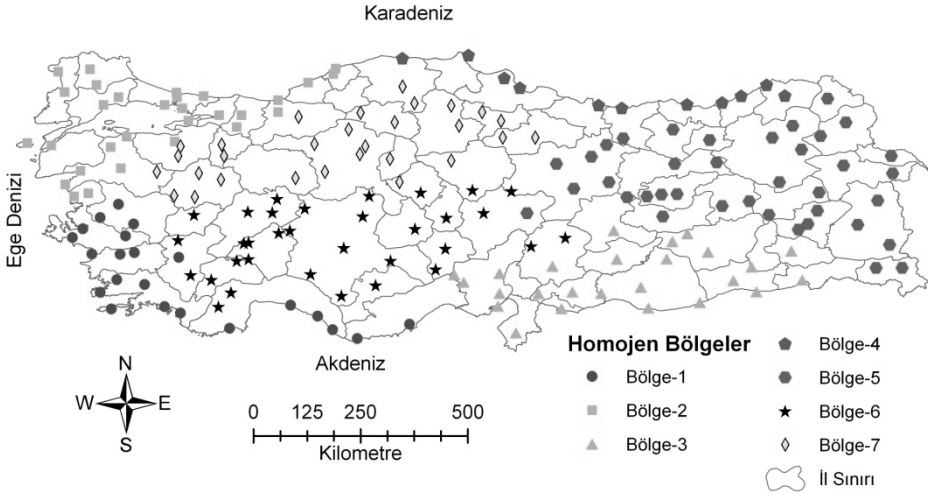 Karadeniz
Ege Denizi
Akdeniz
N
W E
S
0 125 250 500
Kilometre
Homojen Bölgeler
Bölge-1
Bölge-2
Bölge-3
Bölge-4
Bölge-5
Bölge-6
Bölge-7
İl Sınırı